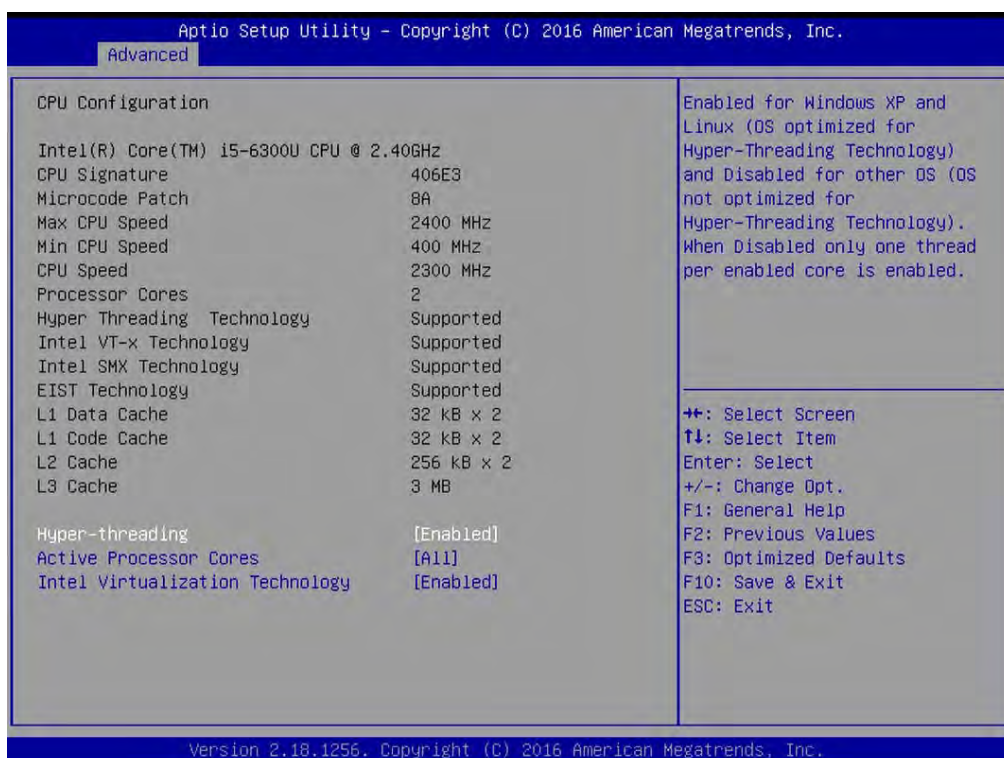 Aptio Setup Utility – Copyright (C) 2016 American Megatrends, Inc.
Advanced
CPU Configuration
Intel(R) Core(TM) i5-6300U CPU @ 2.40GHz
CPU Signature 406E3
Microcode Patch 8A
Max CPU Speed 2400 MHz
Min CPU Speed 400 MHz
CPU Speed 2300 MHz
Processor Cores 2
Hyper Threading Technology Supported
Intel VT-x Technology Supported
Intel SMX Technology Supported
EIST Technology Supported
L1 Data Cache 32 kB x 2
L1 Code Cache 32 kB x 2
L2 Cache 256 kB x 2
L3 Cache 3 MB
Hyper-threading [Enabled]
Active Processor Cores [All]
Intel Virtualization Technology [Enabled]
Enabled for Windows XP and
Linux (OS optimized for
Hyper-Threading Technology)
and Disabled for other OS (OS
not optimized for
Hyper-Threading Technology).
When Disabled only one thread
per enabled core is enabled.
→←: Select Screen
↑↓: Select Item
Enter: Select
+/-: Change Opt.
F1: General Help
F2: Previous Values
F3: Optimized Defaults
F10: Save & Exit
ESC: Exit
Version 2.18.1256. Copyright (C) 2016 American Megatrends, Inc.